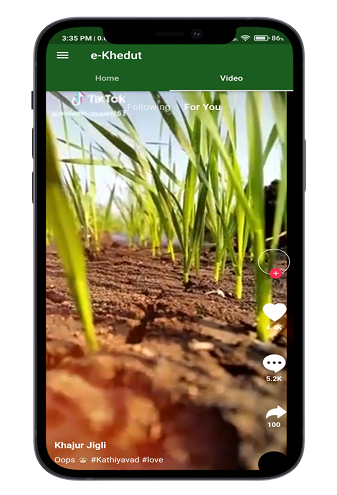 3:35 PM | 0.
86
e-Khedut
Home Video
TikTok
Following For You
4.4K
5.2K
100
Khajur Jigli
Oops #Kathiyavad #love